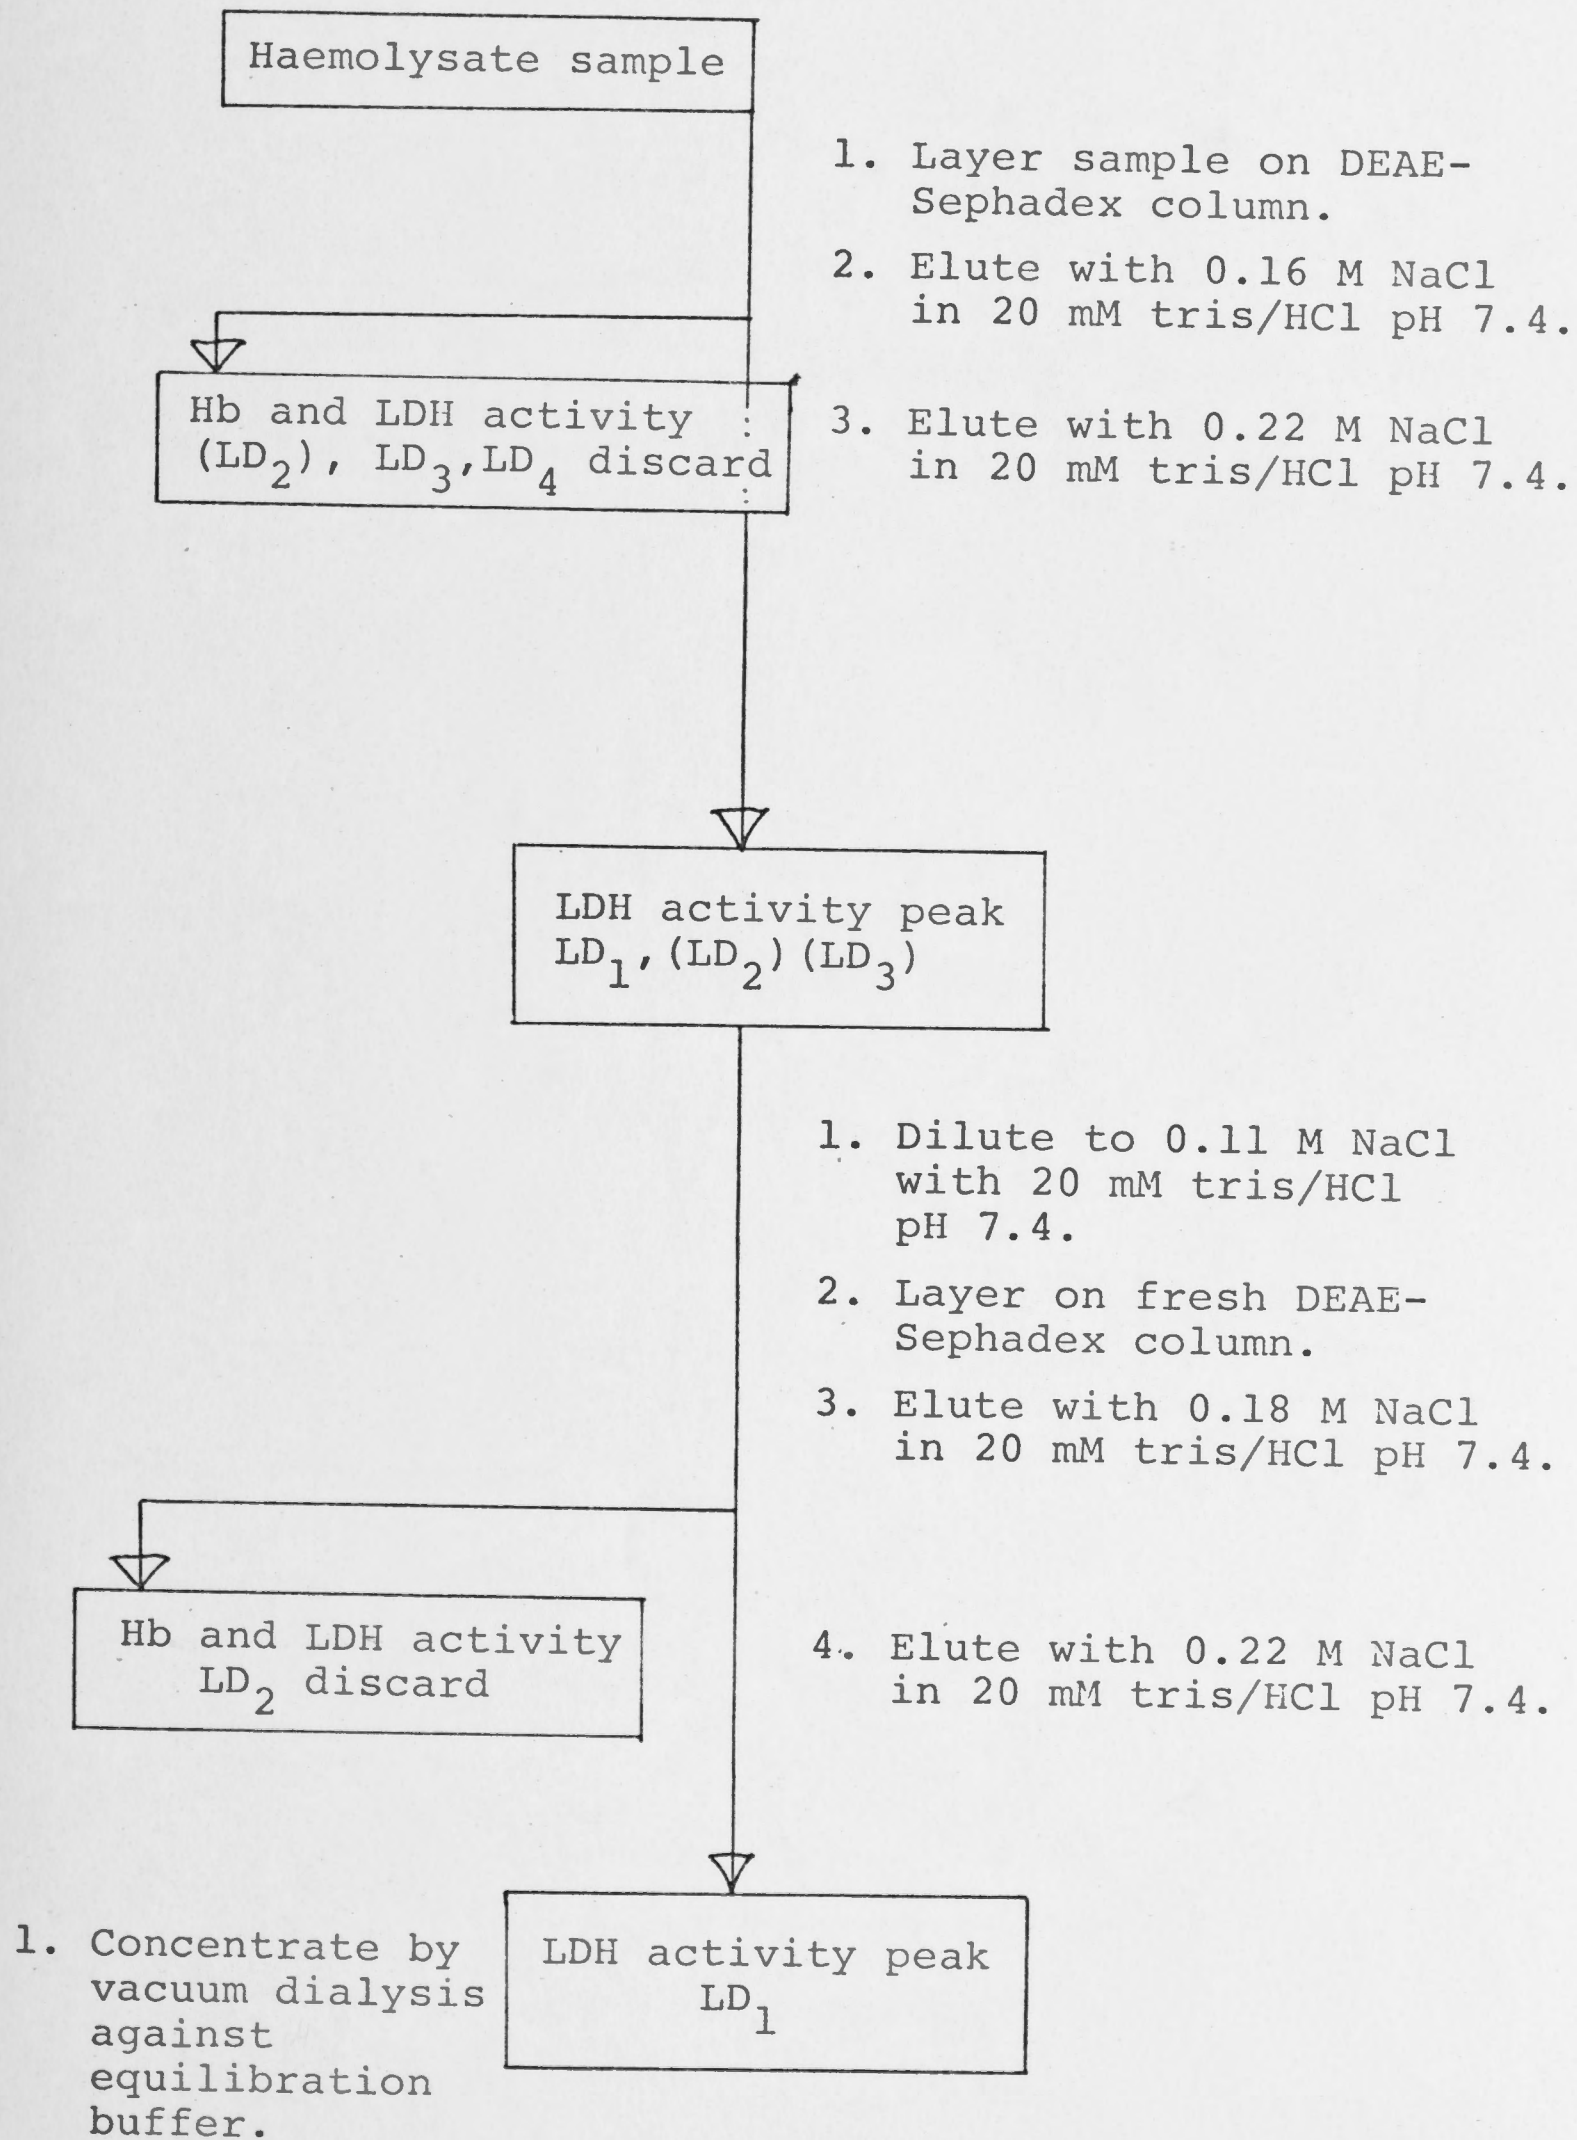 Haemolysate sample
1. Layer sample on DEAE-
Sephadex column.
2. Elute with 0.16 M NaCl
in 20 mM tris/HCl pH 7.4.
Hb and LDH activity
(LD₂), LD₃,LD₄ discard
3. Elute with 0.22 M NaCl
in 20 mM tris/HCl pH 7.4.
LDH activity peak
LD₁,(LD₂)(LD₃)
1. Dilute to 0.11 M NaCl
with 20 mM tris/HCl
pH 7.4.
2. Layer on fresh DEAE-
Sephadex column.
3. Elute with 0.18 M NaCl
in 20 mM tris/HCl pH 7.4.
Hb and LDH activity
LD₂ discard
4. Elute with 0.22 M NaCl
in 20 mM tris/HCl pH 7.4.
1. Concentrate by
vacuum dialysis
against
equilibration
buffer.
LDH activity peak
LD₁